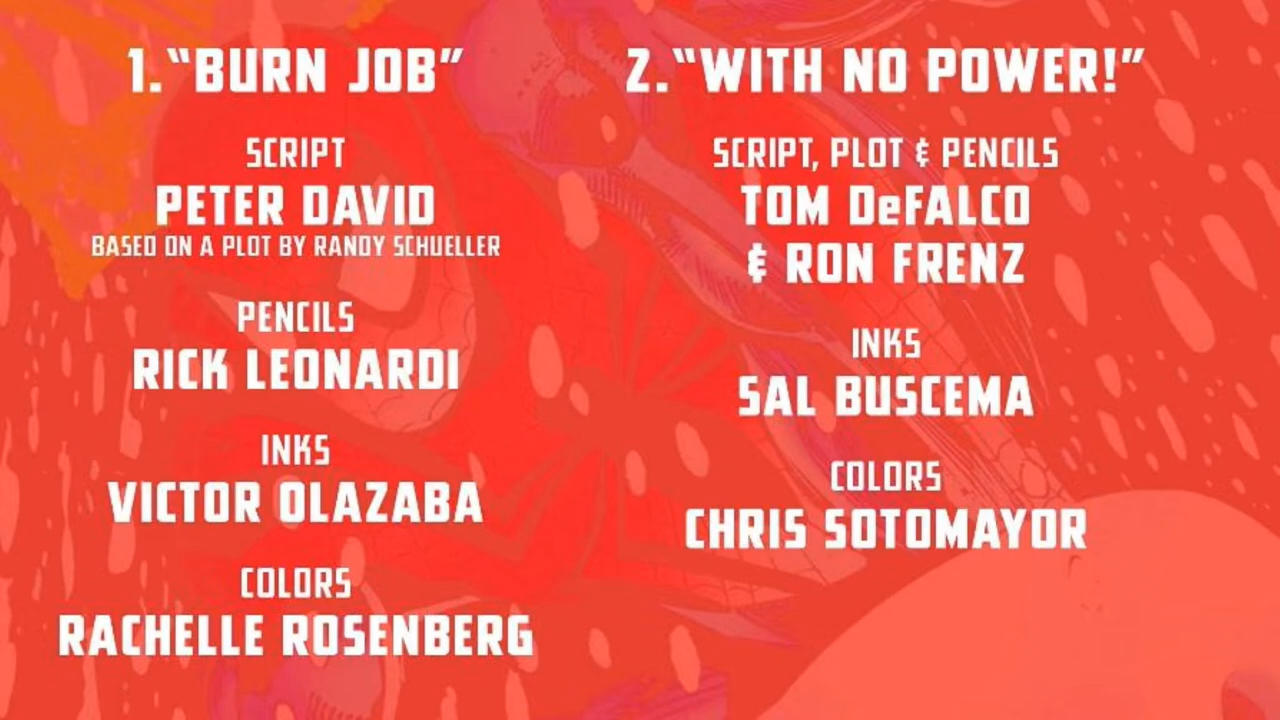 1. “BURN JOB”
SCRIPT
PETER DAVID
BASED ON A PLOT BY RANDY SCHUELLER
PENCILS
RICK LEONARDI
INKS
VICTOR OLAZABA
COLORS
RACHELLE ROSENBERG
2. “WITH NO POWER!”
SCRIPT, PLOT & PENCILS
TOM DeFALCO
& RON FRENZ
INKS
SAL BUSCEMA
COLORS
CHRIS SOTOMAYOR